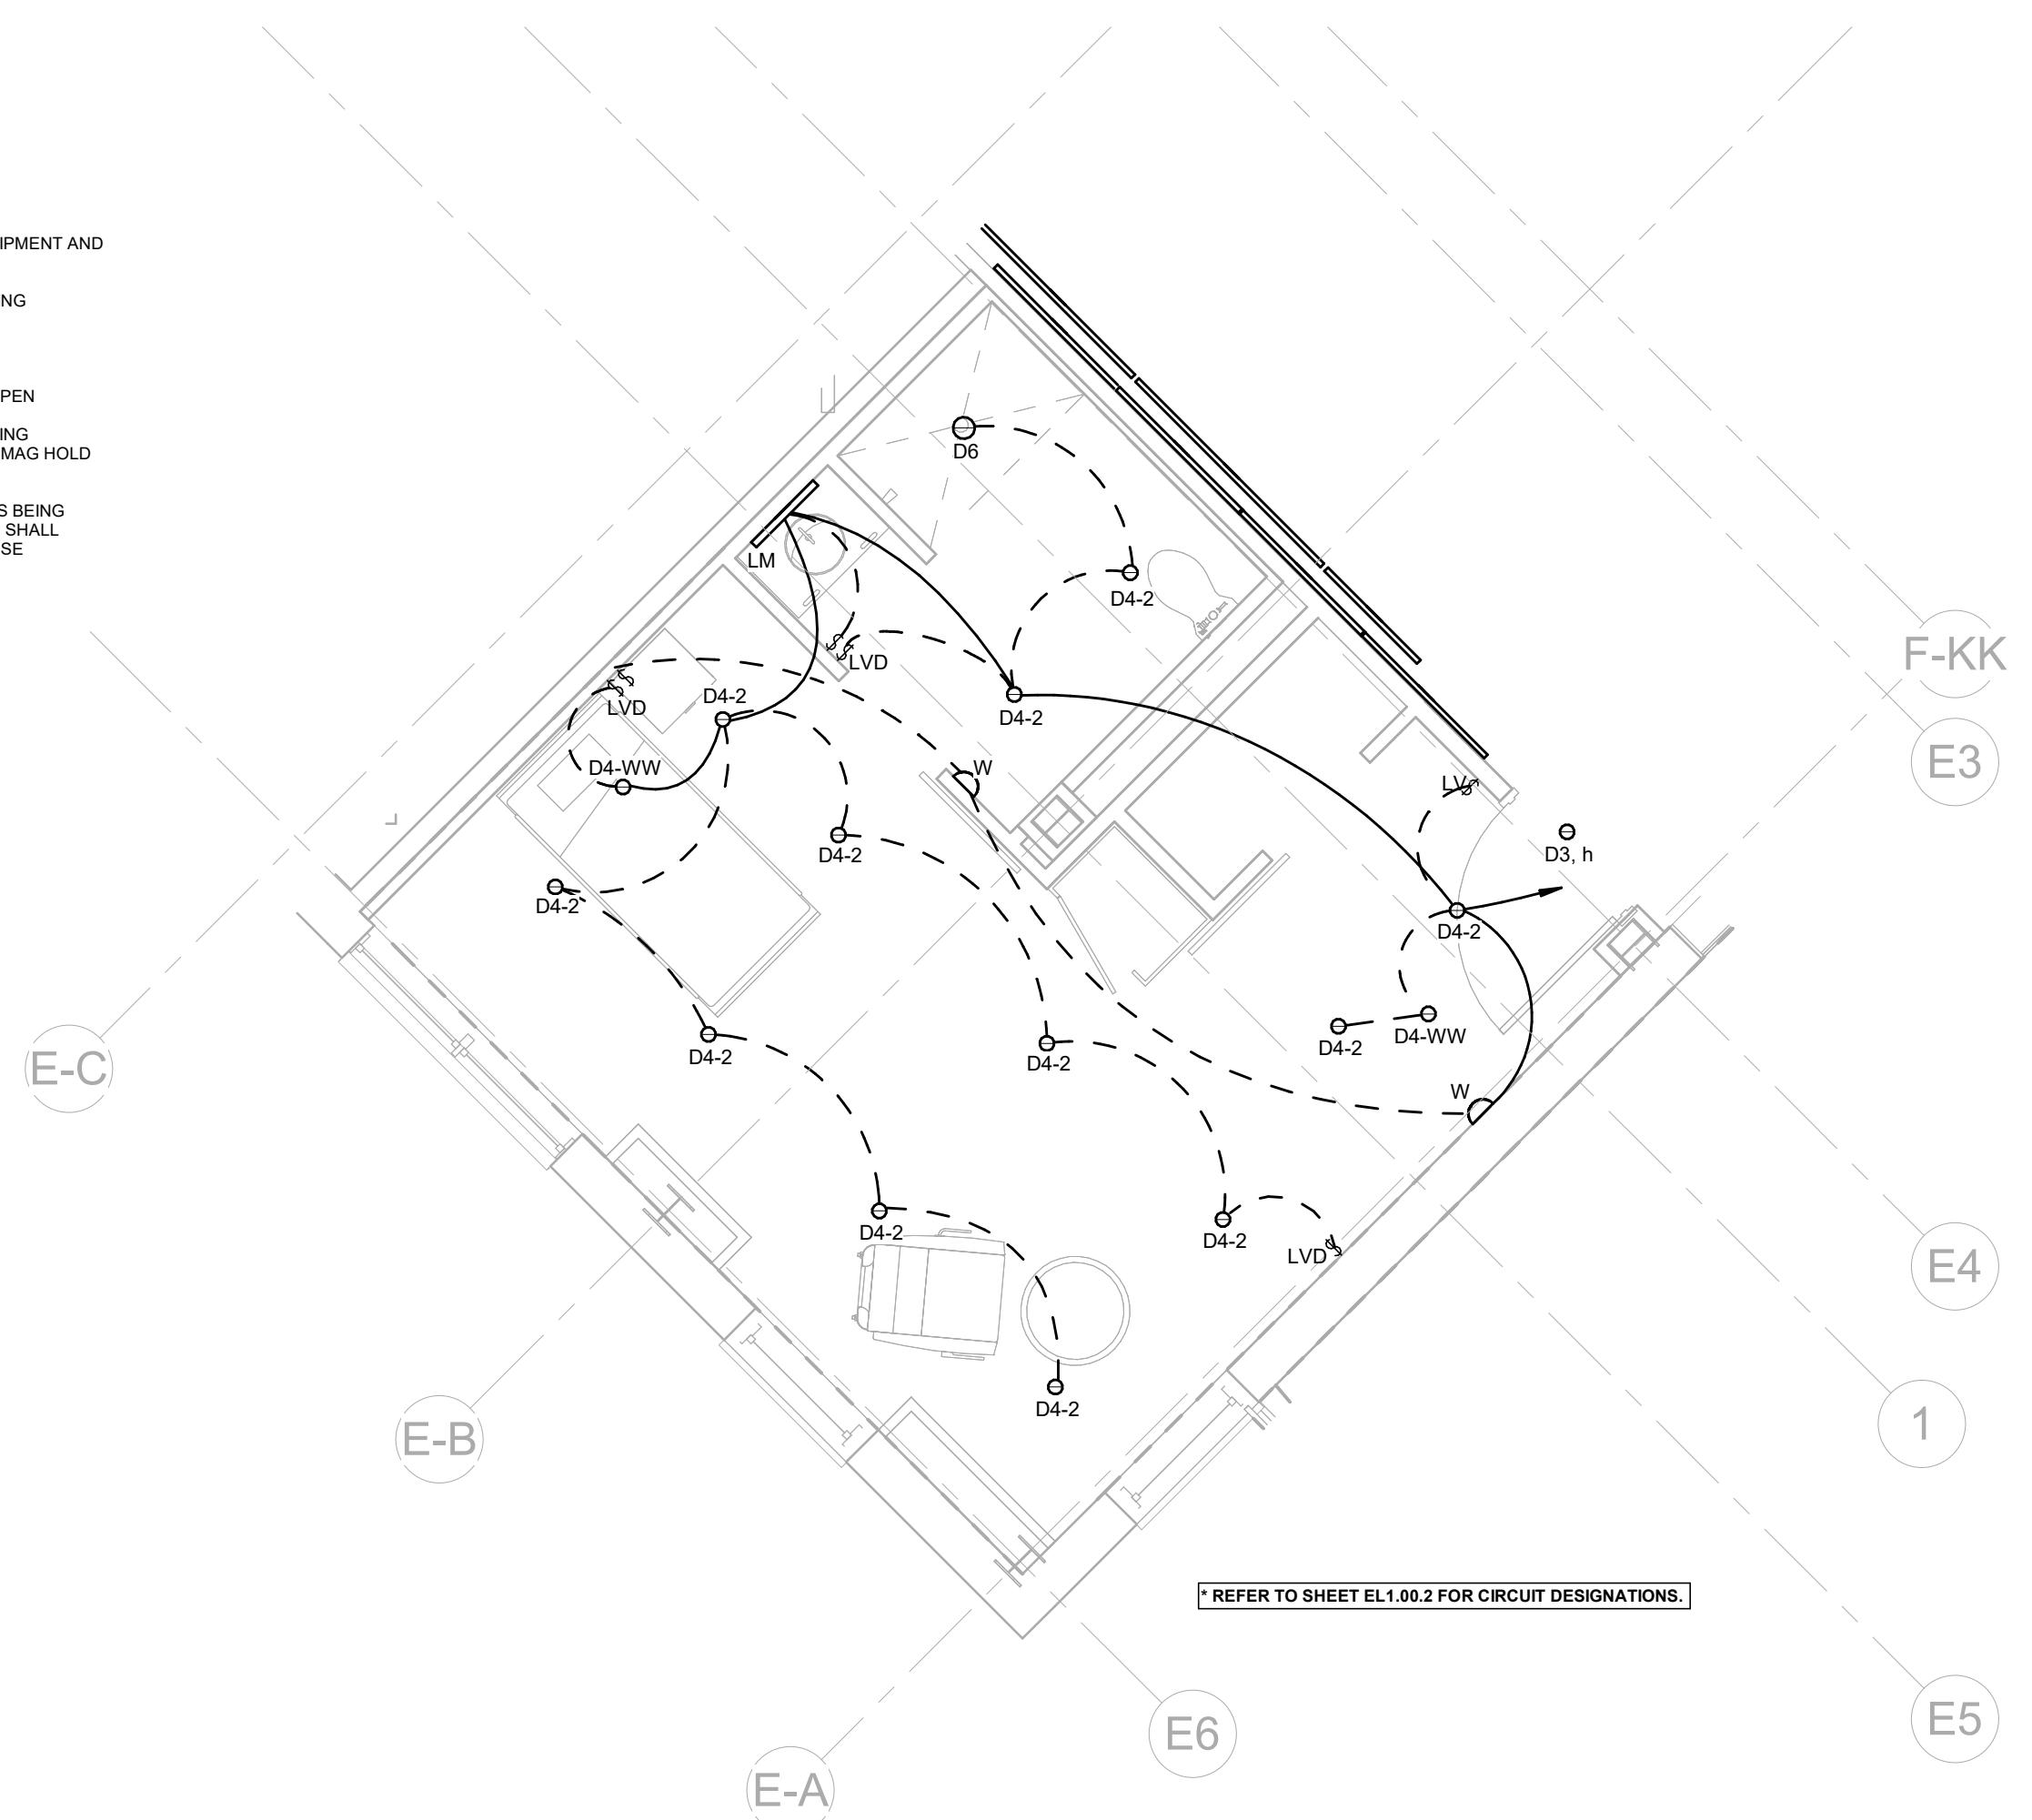 IPMENT AND
NG
PEN
ING
MAG HOLD
S BEING
SHALL
SE
D6
LM
D4-2
LVD
D4-2
LVD
D4-2
D4-WW
W
LV
D4-2
D3, h
D4-2
D4-2
D4-2
D4-2
D4-2
D4-WW
W
D4-2
D4-2
LVD
D4-2
* REFER TO SHEET EL1.00.2 FOR CIRCUIT DESIGNATIONS.
F-KK
E3
E4
1
E5
E6
E-A
E-B
E-C